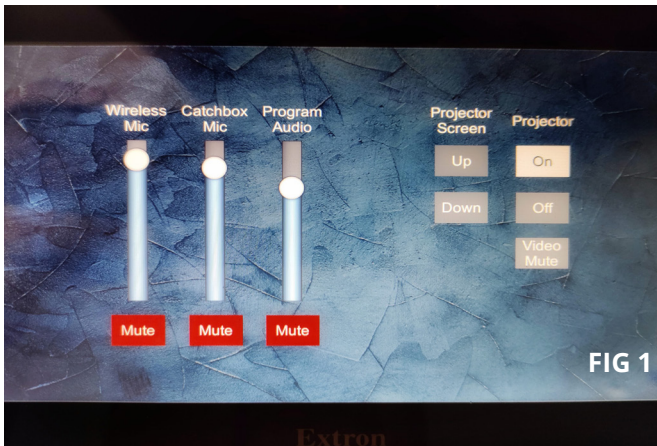 Wireless
Mic
Catchbox
Mic
Program
Audio
Projector
Screen
Projector
Up
On
Down
Off
Video
Mute
Mute
Mute
Mute
FIG 1
Extron